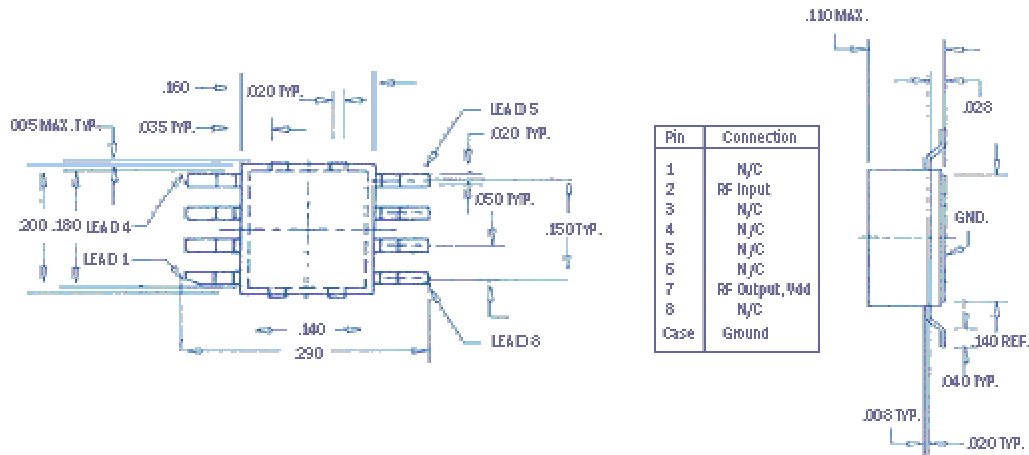 .110 MAX.
.028
.160
.020 TYP.
LEAD 5
.005 MAX. TYP.
.035 TYP.
.020 TYP.
.050 TYP.
.150 TYP.
.200 .180 LEAD 4
LEAD 1
.140
.290
LEAD 8
Pin Connection
1 N/C
2 RF Input
3 N/C
4 N/C
5 N/C
6 N/C
7 RF Output, Vdd
8 N/C
Case Ground
GND.
.140 REF.
.040 TYP.
.008 TYP.
.020 TYP.